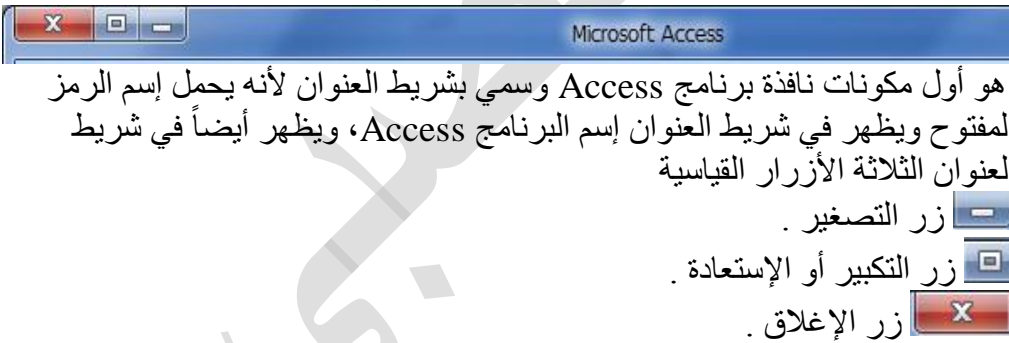 Microsoft Access
هو أول مكونات نافذة برنامج Access وسمي بشريط العنوان لأنه يحمل إسم الرمز
لمفتوح ويظهر في شريط العنوان إسم البرنامج Access، ويظهر أيضاً في شريط
لعنوان الثلاثة الأزرار القياسية
زر التصغير .
زر التكبير أو الإستعادة .
زر الإغلاق .